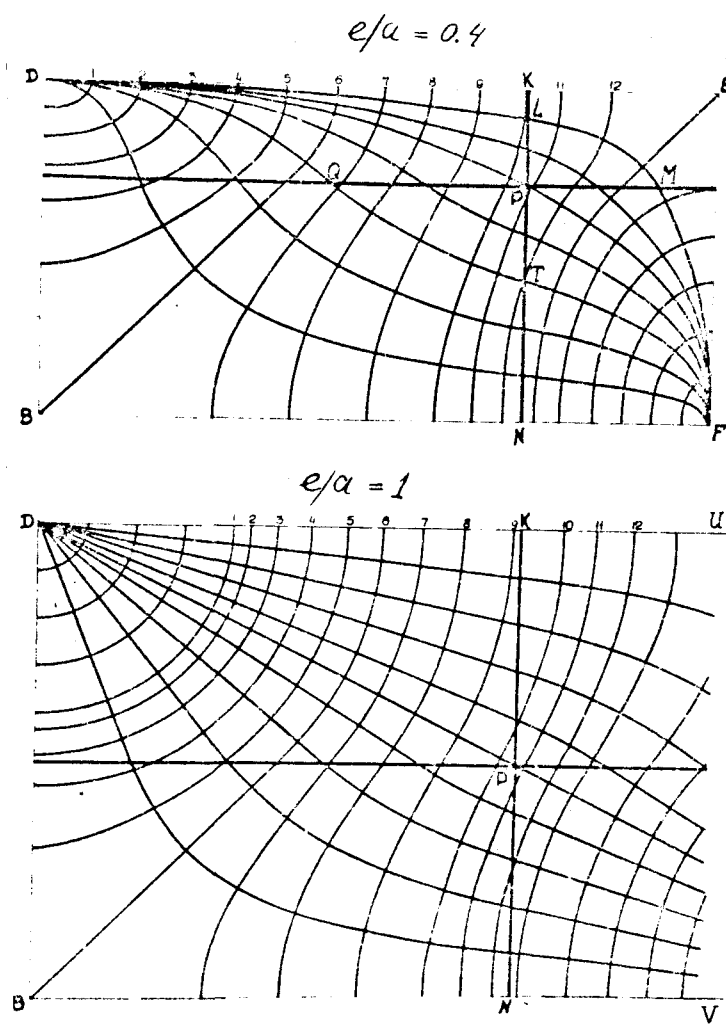 e/a = 0.4
D 1 2 3 4 5 6 7 8 9 K 11 12
L
Q P M
T
B N F
e/a = 1
D 1 2 3 4 5 6 7 8 9 K 10 11 12 U
P
B N V